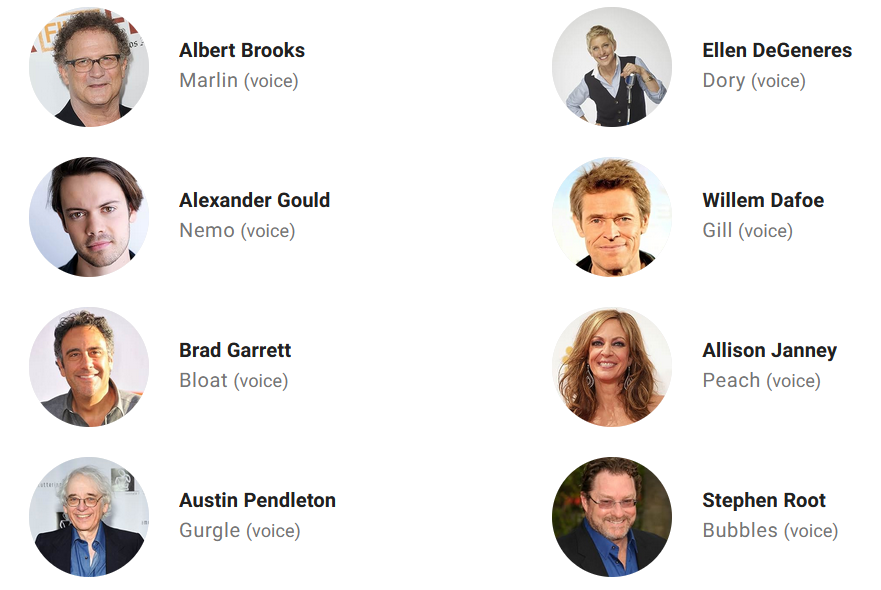 Albert Brooks
Marlin (voice)
Ellen DeGeneres
Dory (voice)
Alexander Gould
Nemo (voice)
Willem Dafoe
Gill (voice)
Brad Garrett
Bloat (voice)
Allison Janney
Peach (voice)
Austin Pendleton
Gurgle (voice)
Stephen Root
Bubbles (voice)